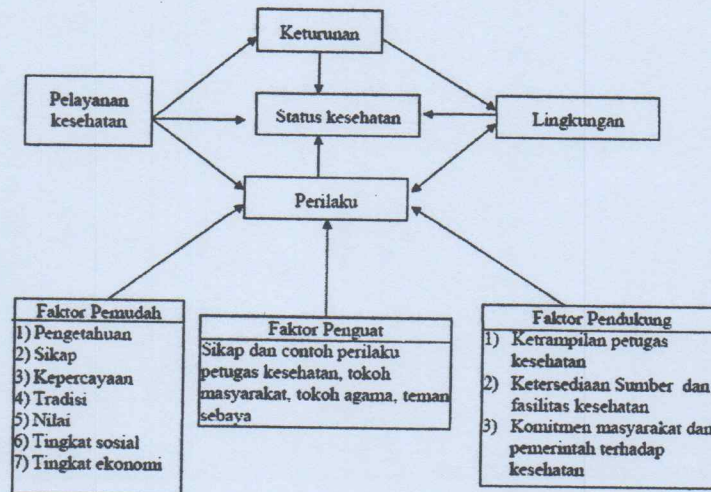 Keturunan
Pelayanan
kesehatan
Status kesehatan
Lingkungan
Perilaku
Faktor Pemudah
1) Pengetahuan
2) Sikap
3) Kepercayaan
4) Tradisi
5) Nilai
6) Tingkat sosial
7) Tingkat ekonomi
Faktor Penguat
Sikap dan contoh perilaku
petugas kesehatan, tokoh
masyarakat, tokoh agama, teman
sebaya
Faktor Pendukung
1) Ketrampilan petugas
kesehatan
2) Ketersediaan Sumber dan
fasilitas kesehatan
3) Komitmen masyarakat dan
pemerintah terhadap
kesehatan